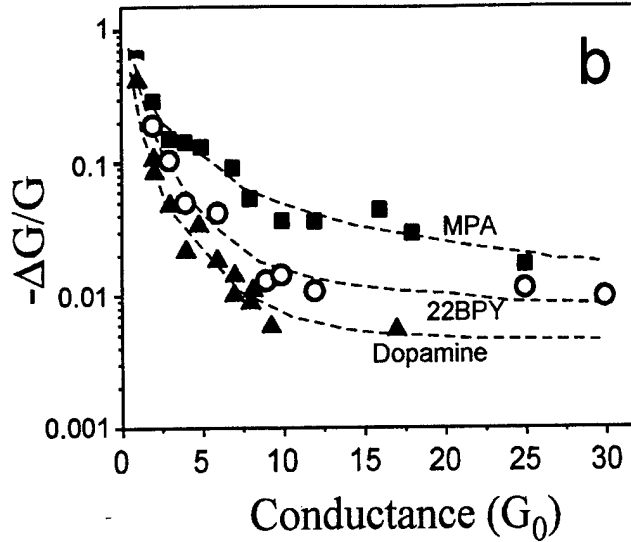 b
1
0.1
0.01
0.001
-ΔG/G
MPA
22BPY
Dopamine
0 5 10 15 20 25 30
Conductance (G₀)